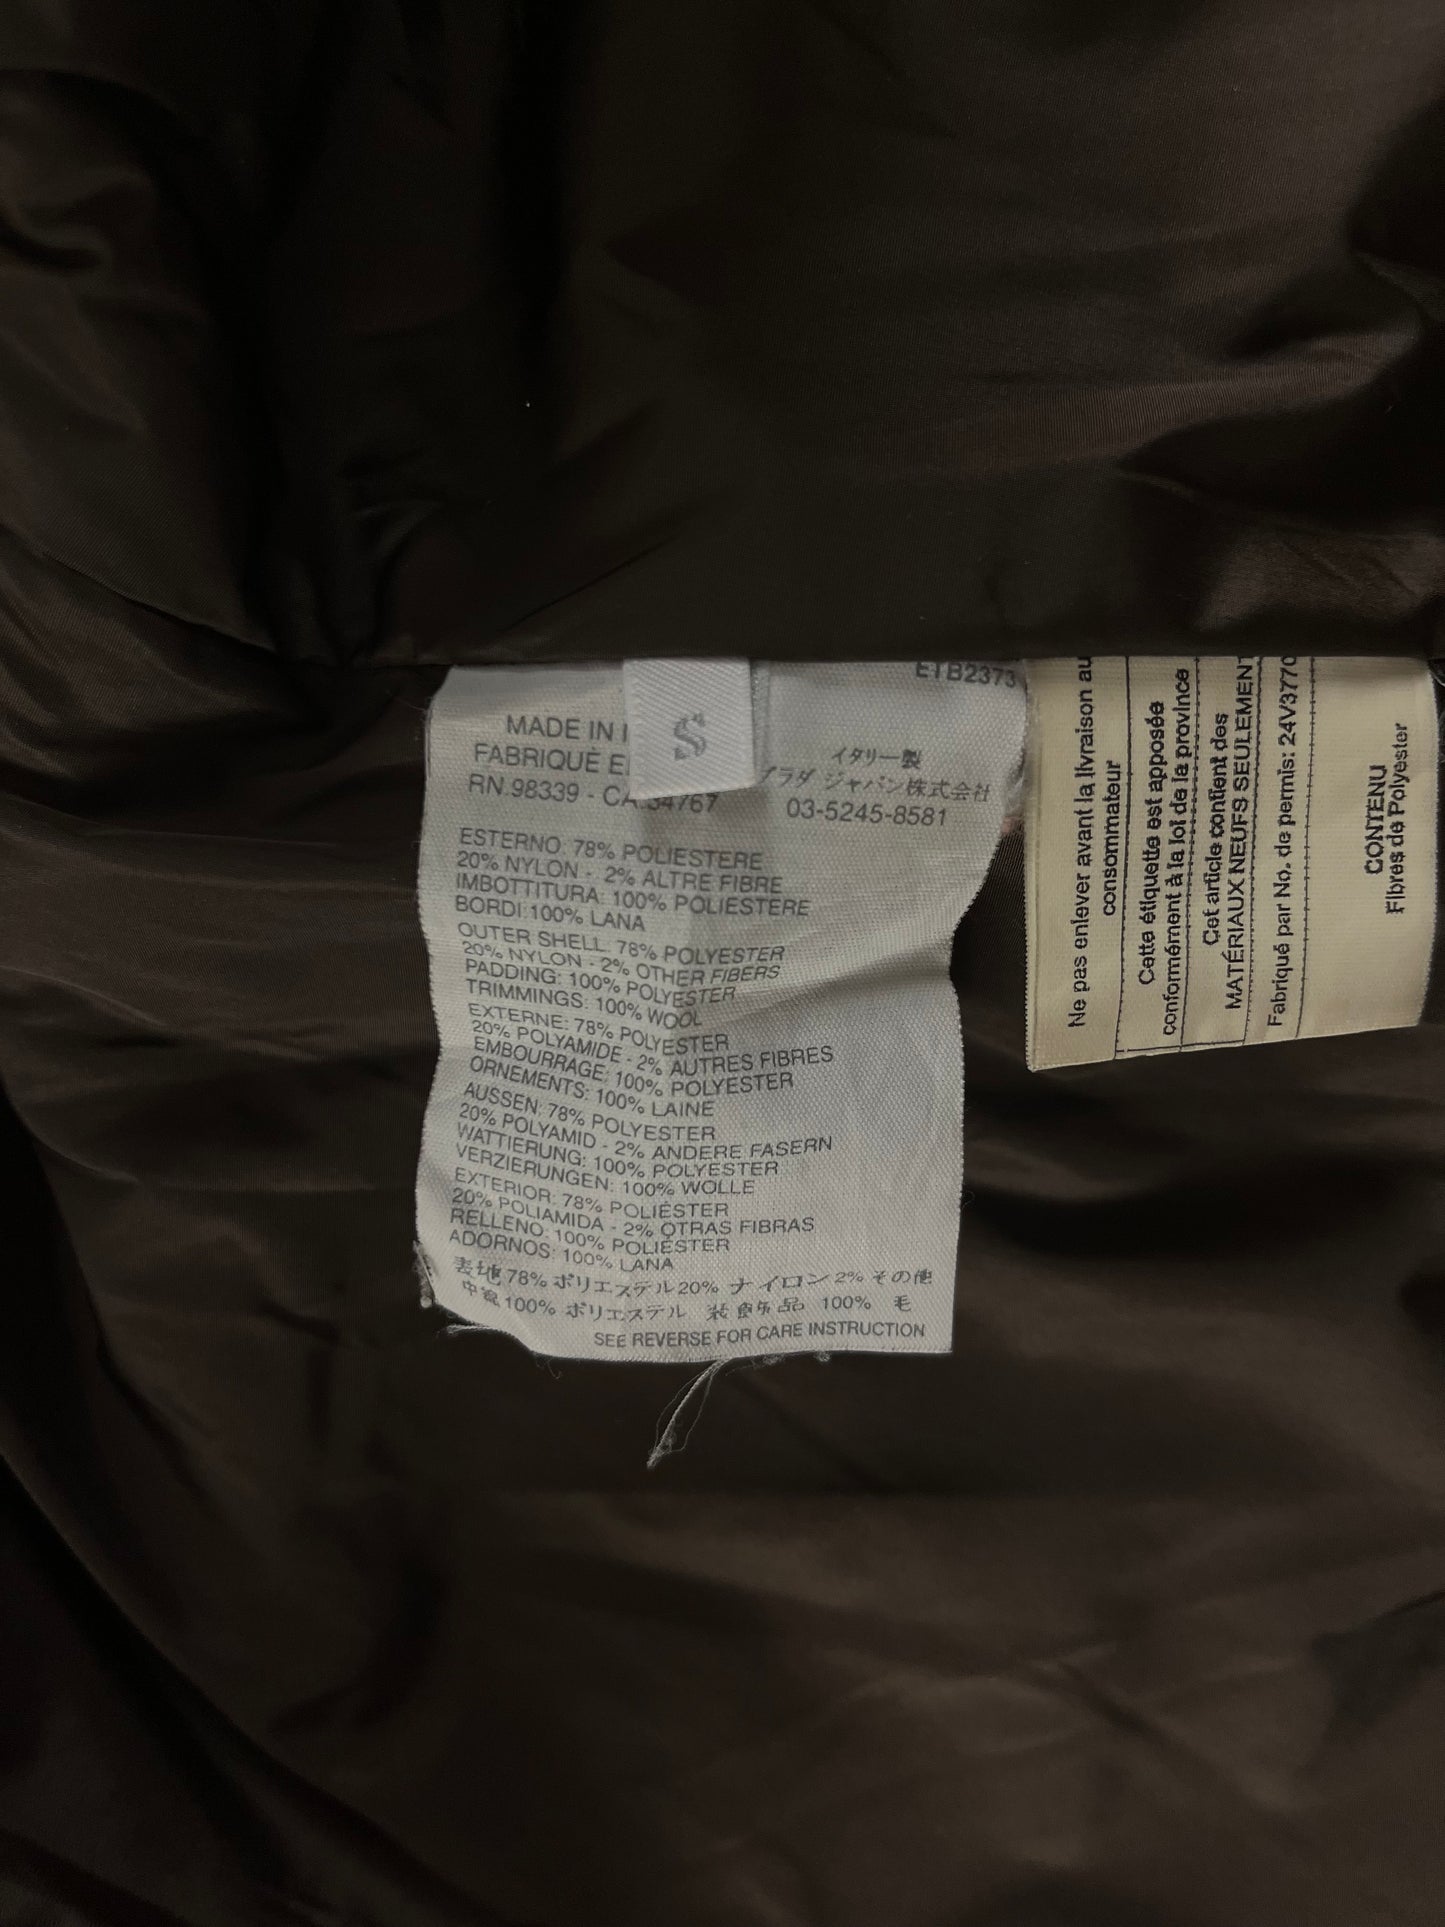 ETB2373
MADE IN I
FABRIQUÈ E
RN.98339 - CA.34767
S
イタリー製
プラダ ジャパン株式会社
03-5245-8581
ESTERNO: 78% POLIESTERE
20% NYLON - 2% ALTRE FIBRE
IMBOTTITURA: 100% POLIESTERE
BORDI:100% LANA
OUTER SHELL: 78% POLYESTER
20% NYLON - 2% OTHER FIBERS
PADDING: 100% POLYESTER
TRIMMINGS: 100% WOOL
EXTERNE: 78% POLYESTER
20% POLYAMIDE - 2% AUTRES FIBRES
EMBOURRAGE: 100% POLYESTER
ORNEMENTS: 100% LAINE
AUSSEN: 78% POLYESTER
20% POLYAMID - 2% ANDERE FASERN
WATTIERUNG: 100% POLYESTER
VERZIERUNGEN: 100% WOLLE
EXTERIOR: 78% POLIÉSTER
20% POLIAMIDA - 2% OTRAS FIBRAS
RELLENO: 100% POLIÉSTER
ADORNOS: 100% LANA
表地 78% ポリエステル 20% ナイロン 2% その他
中綿 100% ポリエステル 装飾品 100% 毛
SEE REVERSE FOR CARE INSTRUCTION
Ne pas enlever avant la livraison au
consommateur
Cette étiquette est apposée
conformément à la loi de la province
Cet article contient des
MATÉRIAUX NEUFS SEULEMENT
Fabriqué par No. de permis: 24V3770
CONTENU
Fibres de Polyester